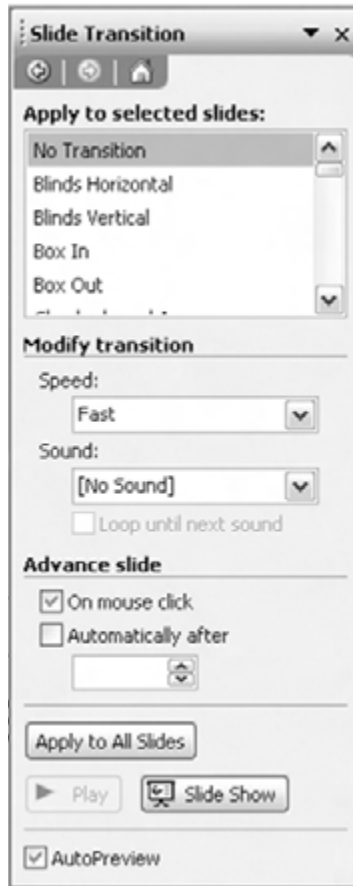 Slide Transition
Apply to selected slides:
No Transition
Blinds Horizontal
Blinds Vertical
Box In
Box Out
Modify transition
Speed:
Fast
Sound:
[No Sound]
Loop until next sound
Advance slide
On mouse click
Automatically after
Apply to All Slides
Play
Slide Show
AutoPreview